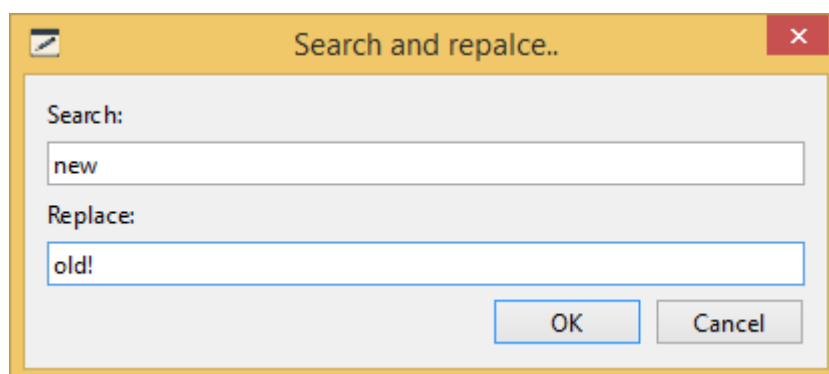 Search and repalce..
Search:
new
Replace:
old!
OK Cancel